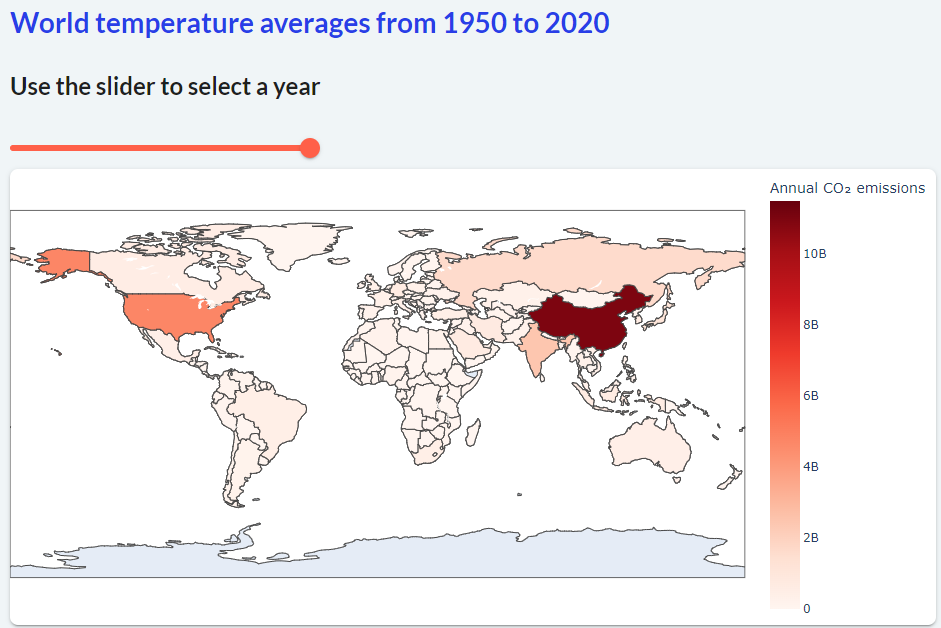 World temperature averages from 1950 to 2020
Use the slider to select a year
Annual CO₂ emissions
10B
8B
6B
4B
2B
0